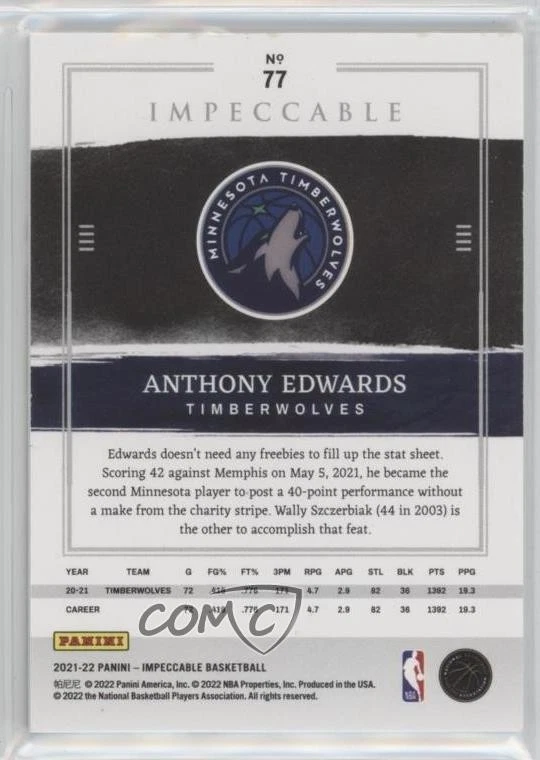 Nº
77
IMPECCABLE
MINNESOTA TIMBERWOLVES
ANTHONY EDWARDS
TIMBERWOLVES
Edwards doesn't need any freebies to fill up the stat sheet.
Scoring 42 against Memphis on May 5, 2021, he became the
second Minnesota player to post a 40-point performance without
a make from the charity stripe. Wally Szczerbiak (44 in 2003) is
the other to accomplish that feat.
YEAR TEAM G FG% FT% 3PM RPG APG STL BLK PTS PPG
20-21 TIMBERWOLVES 72 .776 171 4.7 2.9 82 36 1392 19.3
CAREER 72 .776 171 4.7 2.9 82 36 1392 19.3
COMC
PANINI
2021-22 PANINI – IMPECCABLE BASKETBALL
帕尼尼 © 2022 Panini America, Inc. © 2022 NBA Properties, Inc. Produced in the USA.
© 2022 the National Basketball Players Association. All rights reserved.